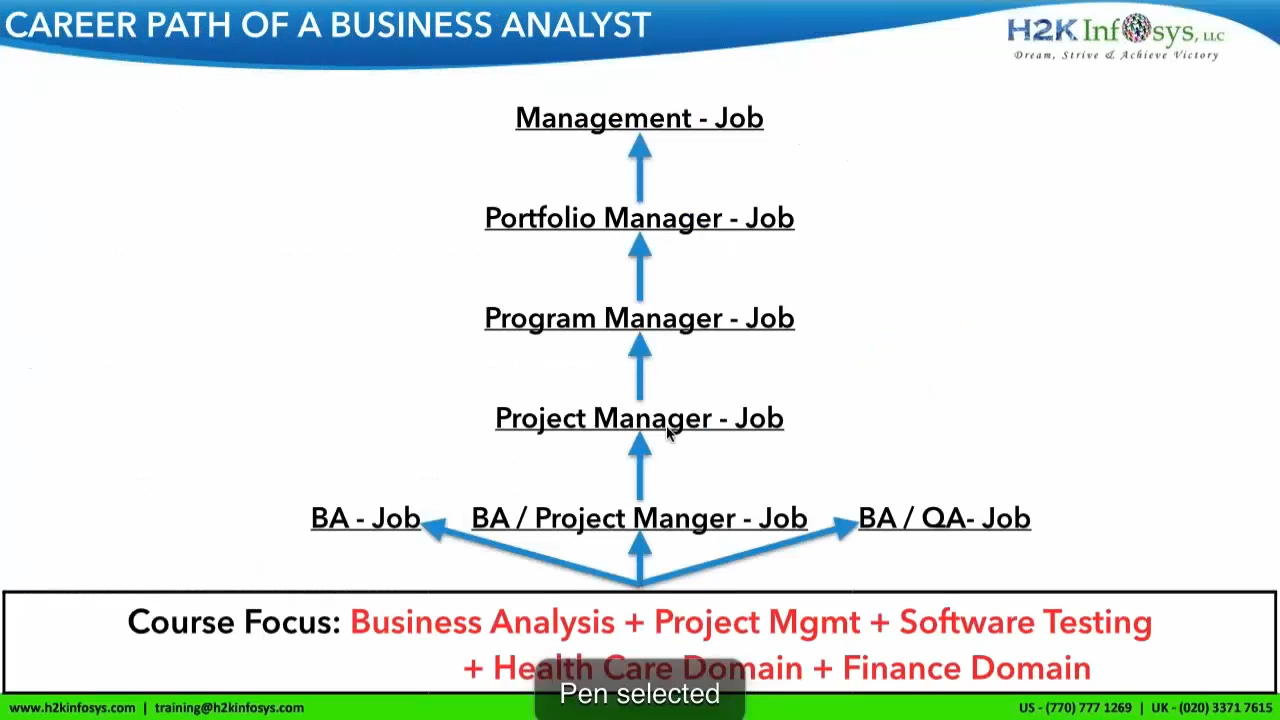 CAREER PATH OF A BUSINESS ANALYST
H2K Infosys, LLC
Dream, Strive & Achieve Victory
Management - Job
Portfolio Manager - Job
Program Manager - Job
Project Manager - Job
BA - Job
BA / Project Manger - Job
BA / QA- Job
Course Focus: Business Analysis + Project Mgmt + Software Testing
+ Health Care Domain + Finance Domain
Pen selected
www.h2kinfosys.com | training@h2kinfosys.com
US - (770) 777 1269 | UK - (020) 3371 7615